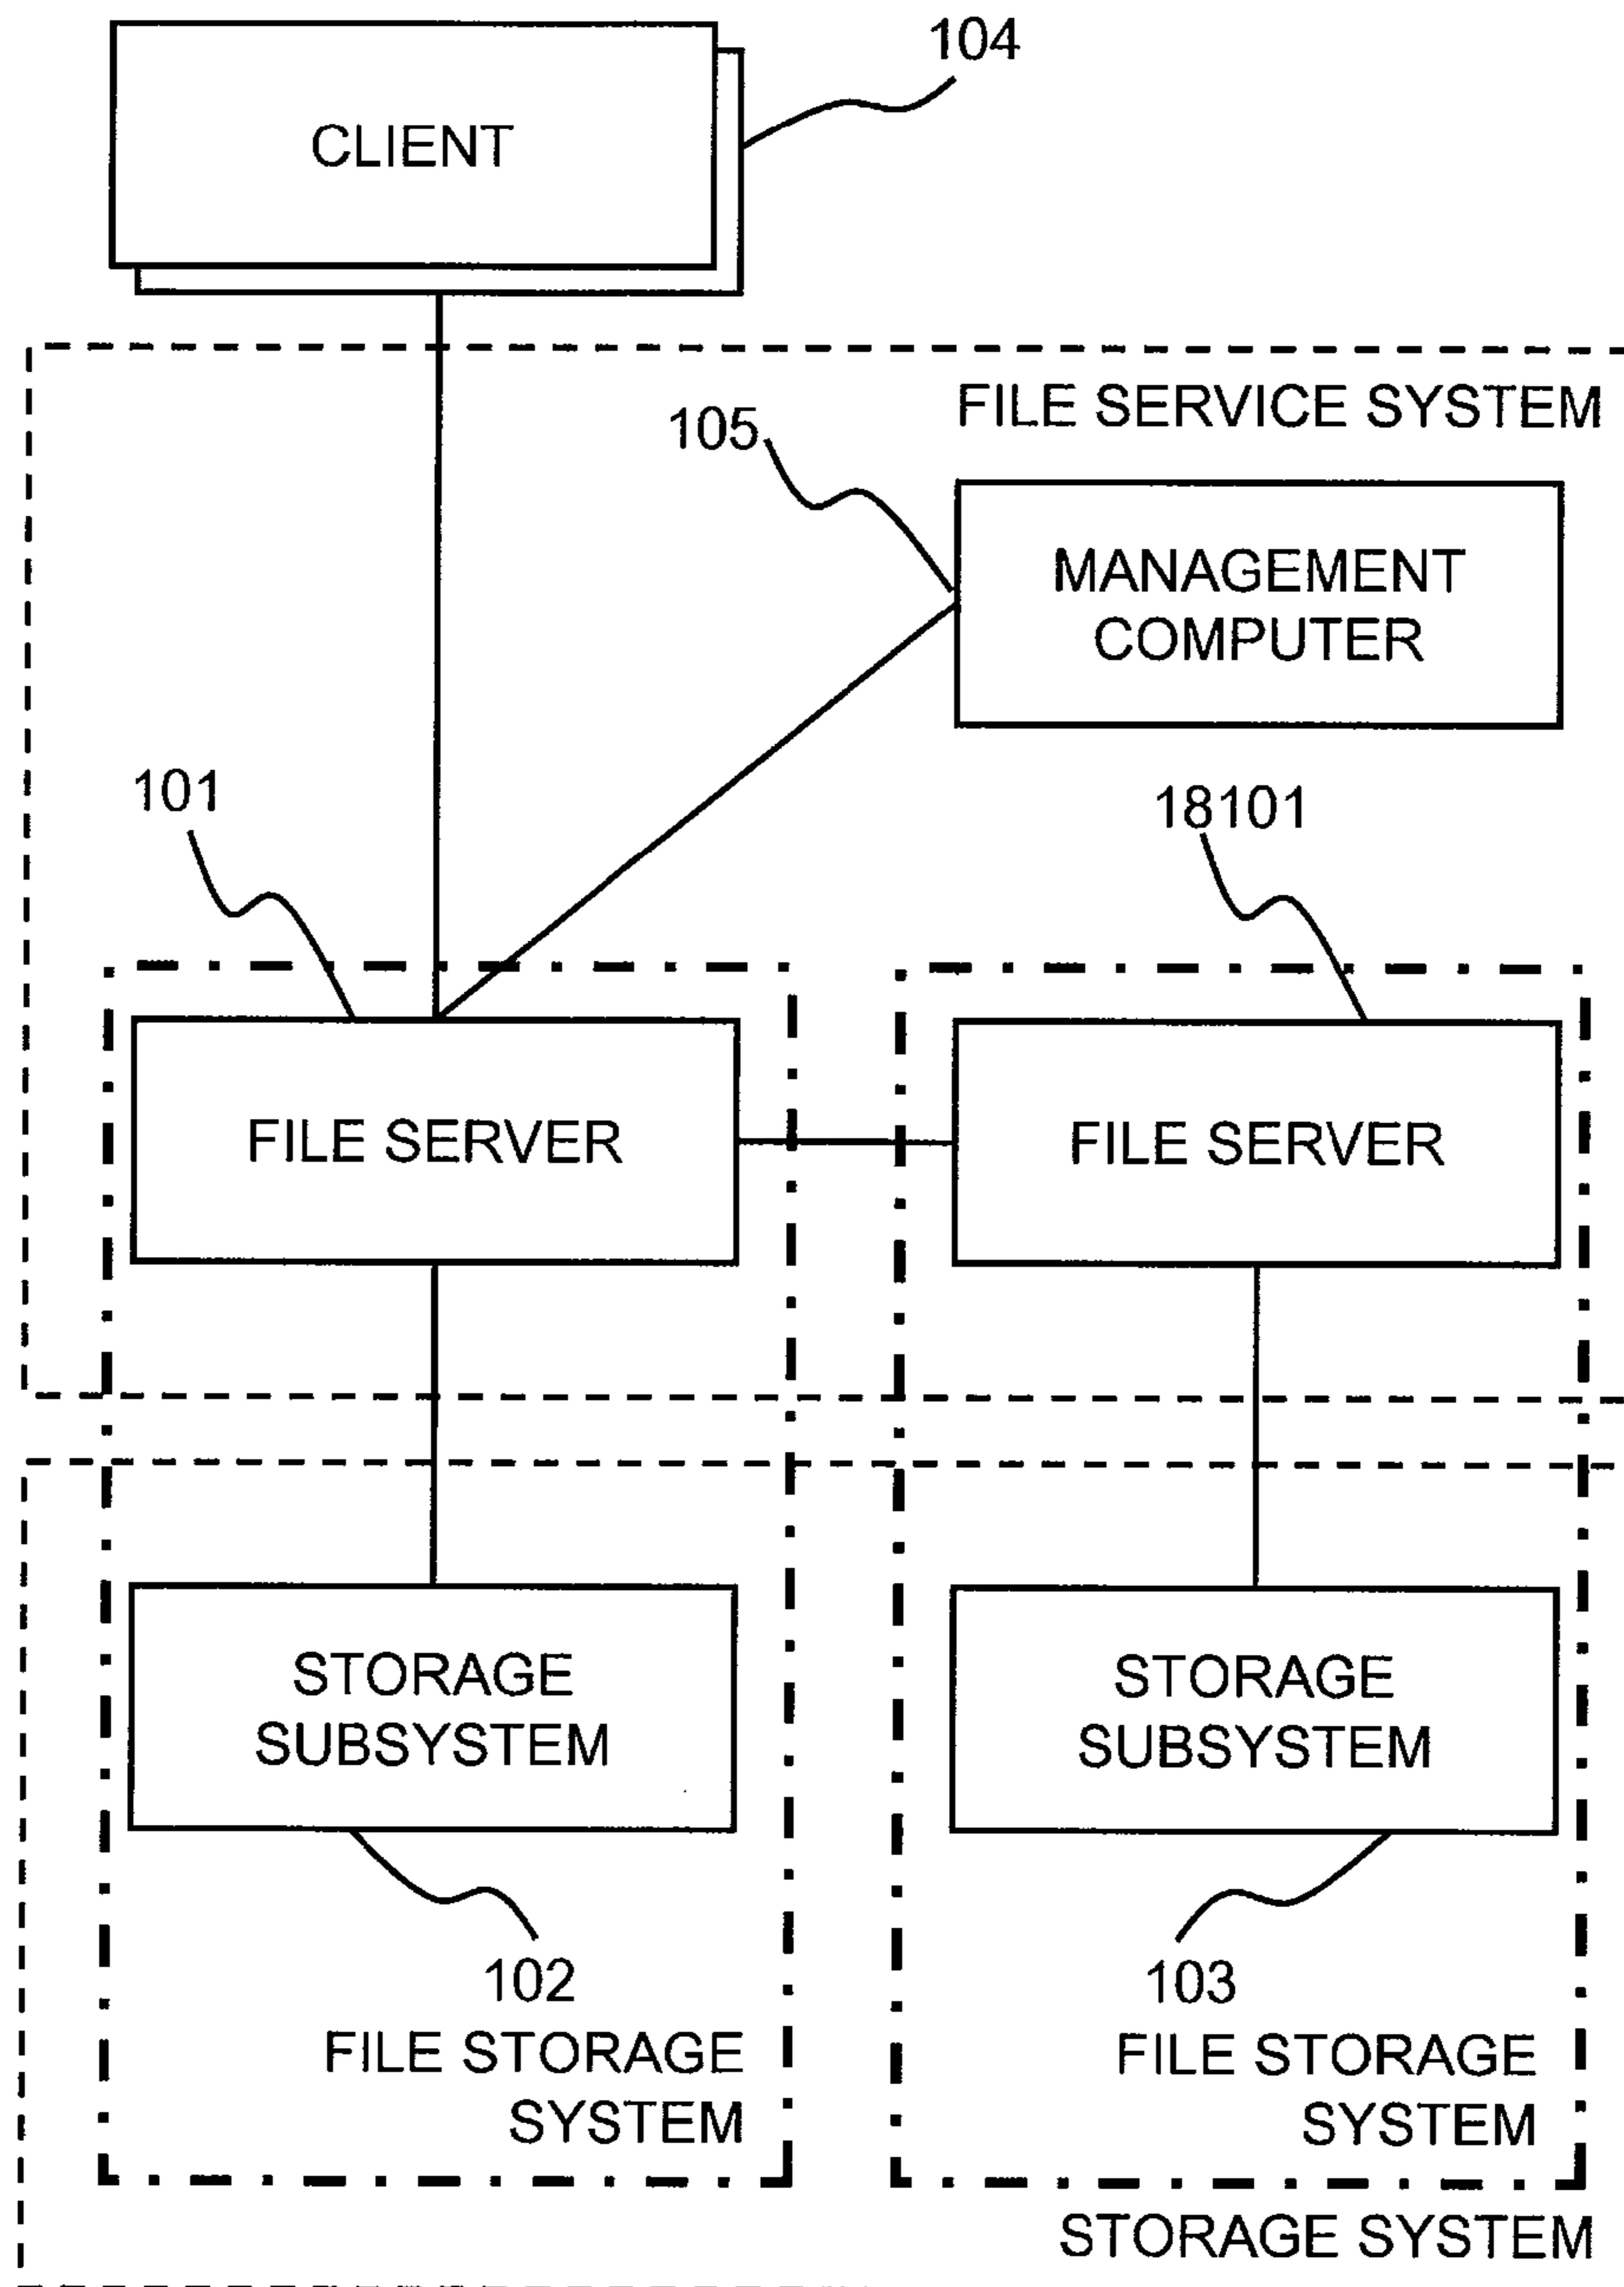 104
CLIENT
FILE SERVICE SYSTEM
105
MANAGEMENT
COMPUTER
101
18101
FILE SERVER
FILE SERVER
STORAGE
SUBSYSTEM
STORAGE
SUBSYSTEM
102
103
FILE STORAGE
SYSTEM
FILE STORAGE
SYSTEM
STORAGE SYSTEM